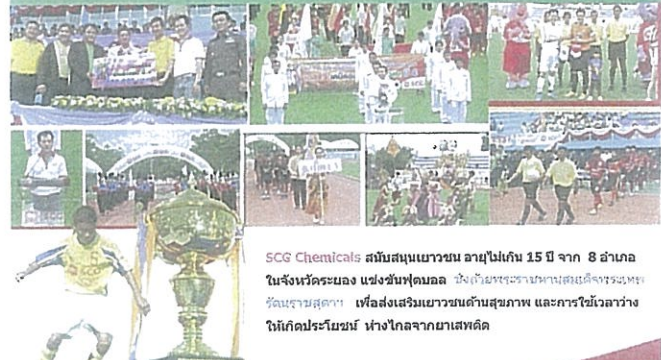 SCG Chemicals สนับสนุนเยาวชน อายุไม่เกิน 15 ปี จาก 8 อำเภอ
ในจังหวัดระยอง แข่งขันฟุตบอล ชิงถ้วยพระราชทานสมเด็จพระเทพ
รัตนราชสุดาฯ เพื่อส่งเสริมเยาวชนด้านสุขภาพ และการใช้เวลาว่าง
ให้เกิดประโยชน์ ห่างไกลจากยาเสพติด